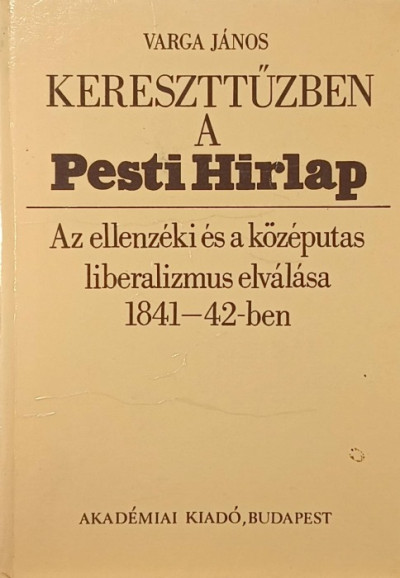 VARGA JÁNOS
KERESZTTŰZBEN
A
Pesti Hirlap
Az ellenzéki és a középutas
liberalizmus elválása
1841—42-ben
AKADÉMIAI KIADÓ, BUDAPEST